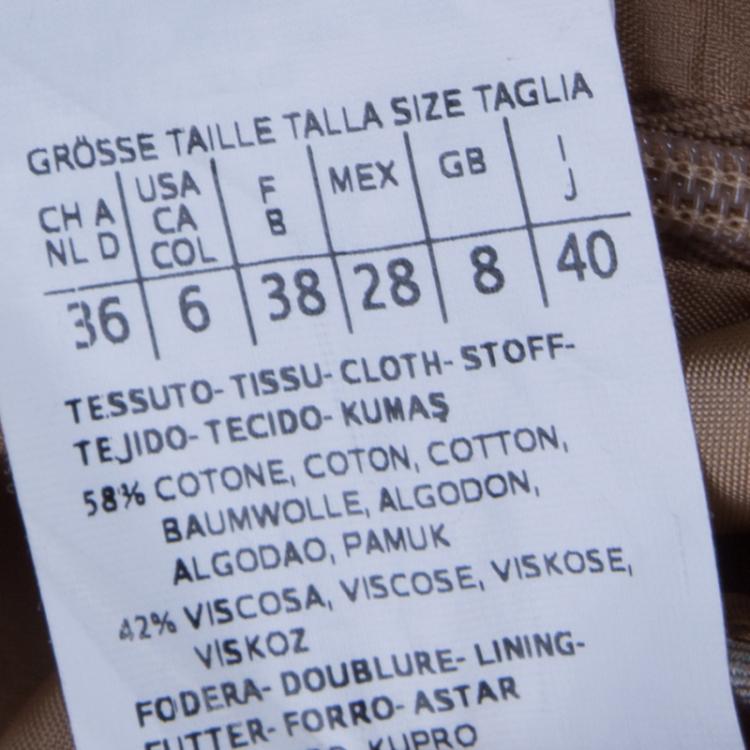 GRÖSSE TAILLE TALLA SIZE TAGLIA
CH A USA F MEX GB I
NL D CA B J
COL
36 6 38 28 8 40
TESSUTO- TISSU- CLOTH- STOFF-
TEJIDO- TECIDO- KUMAŞ
58% COTONE, COTON, COTTON,
BAUMWOLLE, ALGODON,
ALGODAO, PAMUK
42% VISCOSA, VISCOSE, VISKOSE,
VISKOZ
FODERA- DOUBLURE- LINING-
FUTTER- FORRO- ASTAR
KUPRO